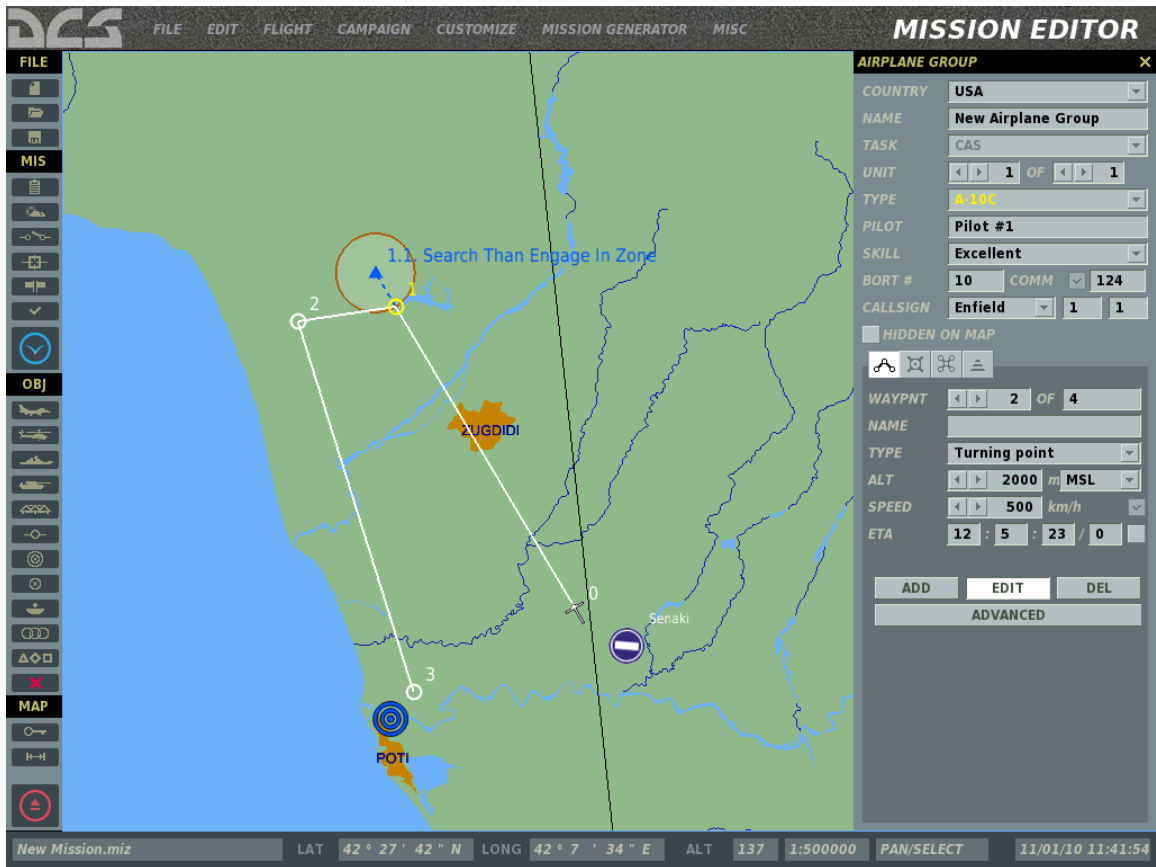 DCS FILE EDIT FLIGHT CAMPAIGN CUSTOMIZE MISSION GENERATOR MISC MISSION EDITOR
FILE
MIS
OBJ
MAP
1.1. Search Than Engage In Zone
1
2
ZUGDIDI
0
Senaki
3
POTI
AIRPLANE GROUP X
COUNTRY USA
NAME New Airplane Group
TASK CAS
UNIT 1 OF 1
TYPE A-10C
PILOT Pilot #1
SKILL Excellent
BORT # 10 COMM 124
CALLSIGN Enfield 1 1
HIDDEN ON MAP
WAYPNT 2 OF 4
NAME
TYPE Turning point
ALT 2000 m MSL
SPEED 500 km/h
ETA 12 : 5 : 23 / 0
ADD EDIT DEL
ADVANCED
New Mission.miz LAT 42 ° 27 ' 42 " N LONG 42 ° 7 ' 34 " E ALT 137 1:500000 PAN/SELECT 11/01/10 11:41:54